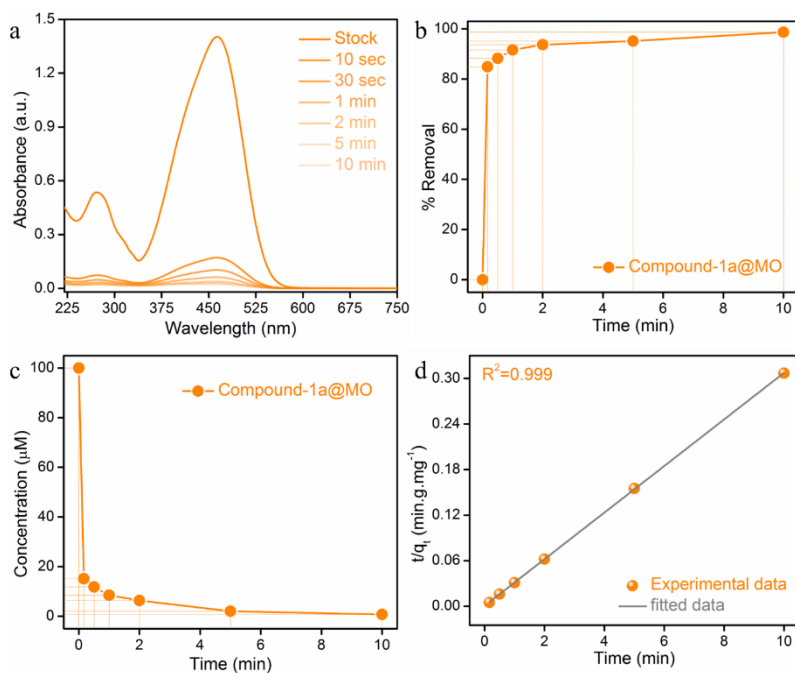 a
Absorbance (a.u.)
1.5
1.2
0.9
0.6
0.3
0.0
225 300 375 450 525 600 675 750
Wavelength (nm)
Stock
10 sec
30 sec
1 min
2 min
5 min
10 min
b
% Removal
100
80
60
40
20
0
0 2 4 6 8 10
Time (min)
Compound-1a@MO
c
Concentration (μM)
100
80
60
40
20
0
0 2 4 6 8 10
Time (min)
Compound-1a@MO
d
t/qt (min.g.mg-1)
0.30
0.24
0.18
0.12
0.06
0.00
0 2 4 6 8 10
Time (min)
R2=0.999
Experimental data
fitted data